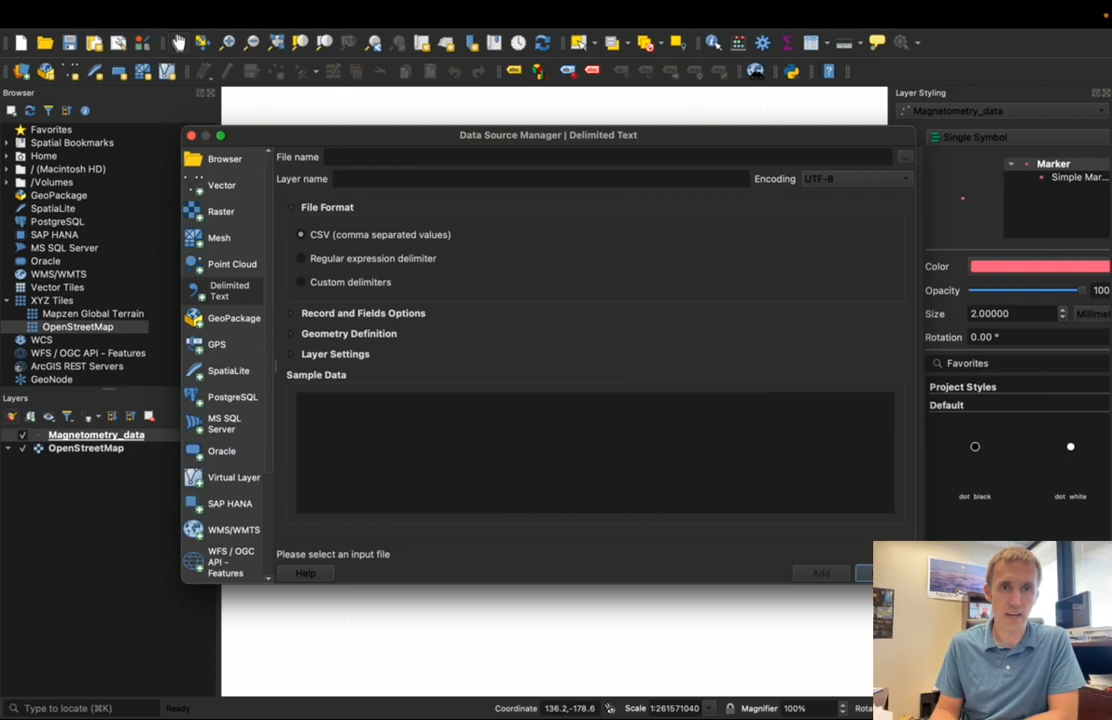 Browser
Favorites
Spatial Bookmarks
Home
/ (Macintosh HD)
/Volumes
GeoPackage
SpatiaLite
PostgreSQL
SAP HANA
MS SQL Server
Oracle
WMS/WMTS
Vector Tiles
XYZ Tiles
Mapzen Global Terrain
OpenStreetMap
WCS
WFS / OGC API - Features
ArcGIS REST Servers
GeoNode
Layers
Magnetometry_data
OpenStreetMap
Data Source Manager | Delimited Text
Browser
Vector
Raster
Mesh
Point Cloud
Delimited
Text
GeoPackage
GPS
SpatiaLite
PostgreSQL
MS SQL
Server
Oracle
Virtual Layer
SAP HANA
WMS/WMTS
WFS / OGC
API -
Features
File name
Layer name
Encoding UTF-8
File Format
CSV (comma separated values)
Regular expression delimiter
Custom delimiters
Record and Fields Options
Geometry Definition
Layer Settings
Sample Data
Please select an input file
Help
Add
Layer Styling
Magnetometry_data
Single Symbol
Marker
Simple Mar...
Color
Opacity 100
Size 2.00000 Millime
Rotation 0.00 °
Favorites
Project Styles
Default
dot black
dot white
Type to locate (⌘K)
Ready
Coordinate 136.2,-178.6
Scale 1:261571040
Magnifier 100%